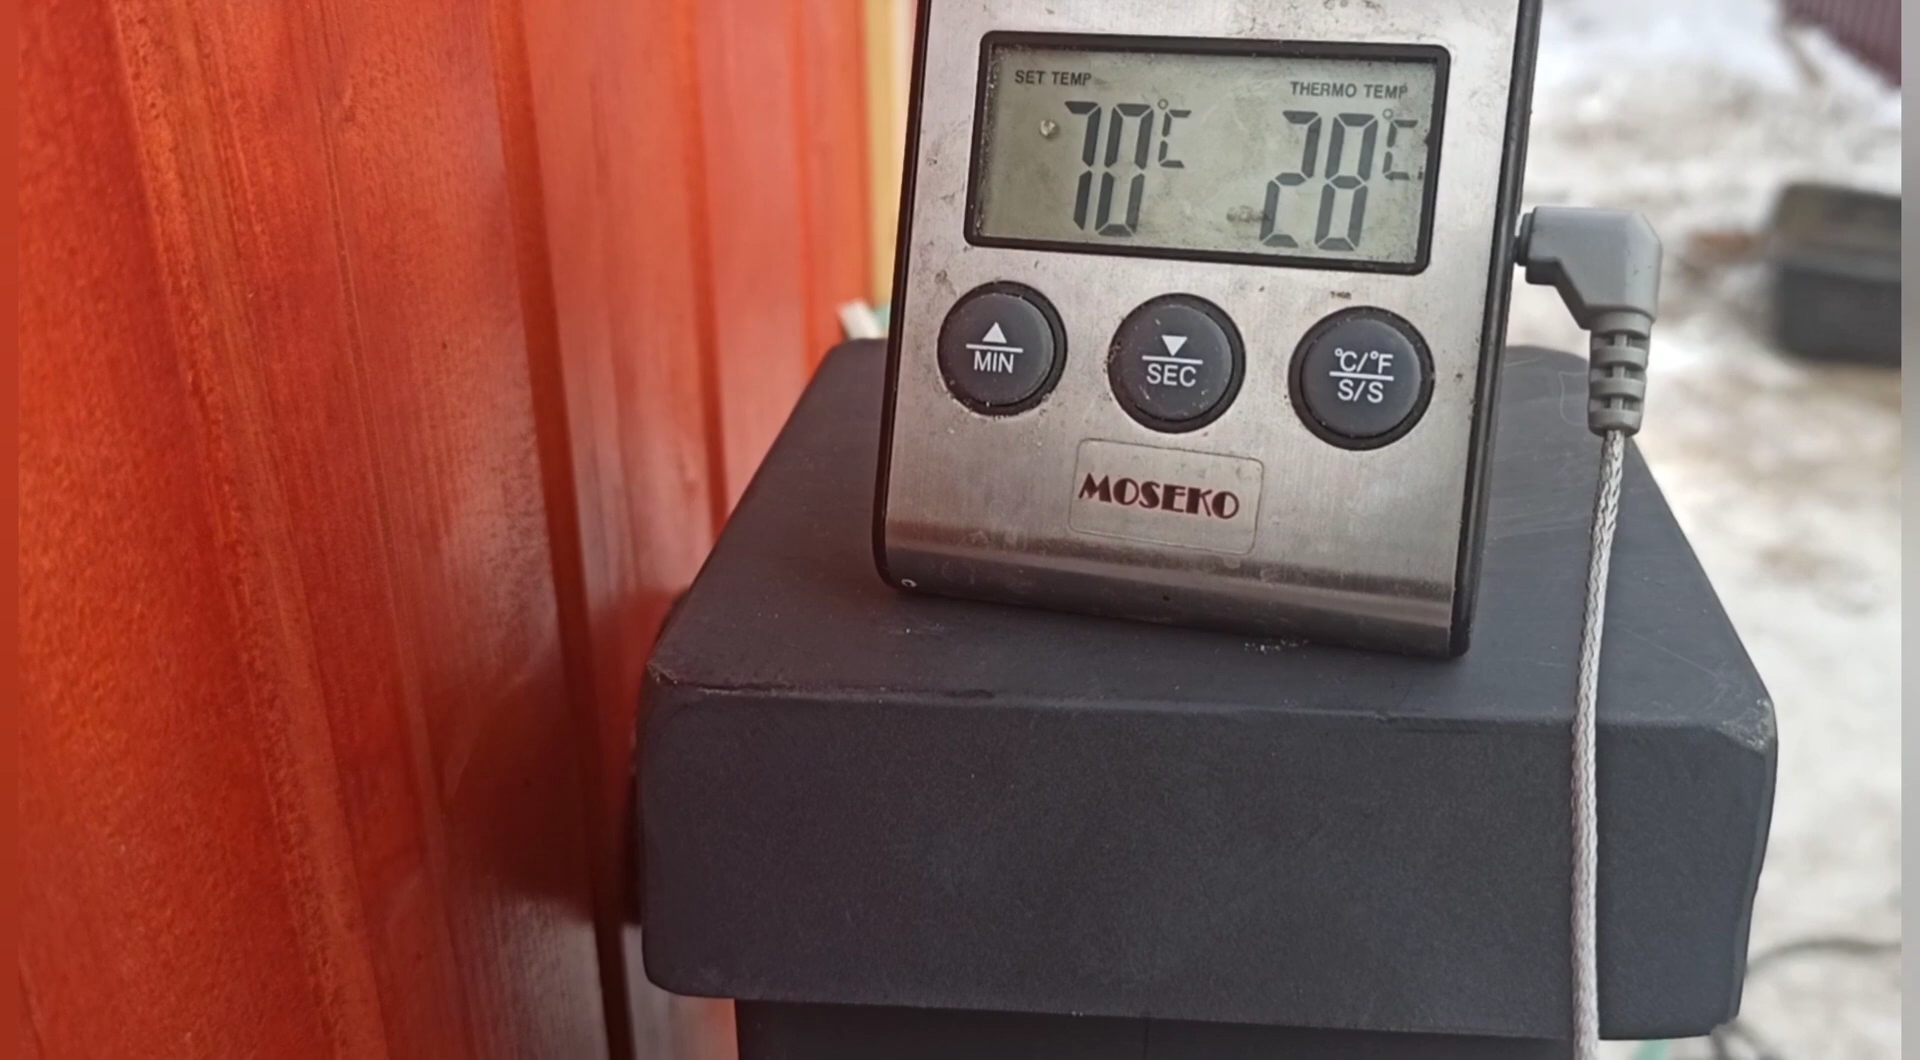 SET TEMP THERMO TEMP
70°C 28°C
▲ ▼ °C/°F
MIN SEC S/S
MOSEKO